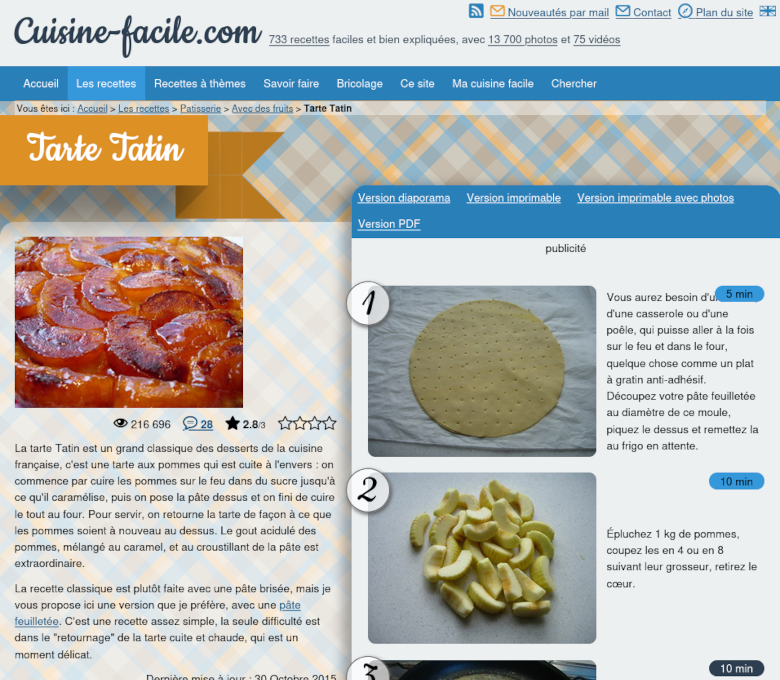 Nouveautés par mail Contact Plan du site
Cuisine-facile.com
733 recettes faciles et bien expliquées, avec 13 700 photos et 75 vidéos
Accueil Les recettes Recettes à thèmes Savoir faire Bricolage Ce site Ma cuisine facile Chercher
Vous êtes ici : Accueil > Les recettes > Patisserie > Avec des fruits > Tarte Tatin
Tarte Tatin
216 696 28 2.8/3
La tarte Tatin est un grand classique des desserts de la cuisine
française, c'est une tarte aux pommes qui est cuite à l'envers : on
commence par cuire les pommes sur le feu dans du sucre jusqu'à
ce qu'il caramélise, puis on pose la pâte dessus et on fini de cuire
le tout au four. Pour servir, on retourne la tarte de façon à ce que
les pommes soient à nouveau au dessus. Le gout acidulé des
pommes, mélangé au caramel, et au croustillant de la pâte est
extraordinaire.
La recette classique est plutôt faite avec une pâte brisée, mais je
vous propose ici une version que je préfère, avec une pâte
feuilletée. C'est une recette assez simple, la seule difficulté est
dans le "retournage" de la tarte cuite et chaude, qui est un
moment délicat.
Dernière mise à jour : 30 Octobre 2015
Version diaporama Version imprimable Version imprimable avec photos
Version PDF
publicité
1
5 min
Vous aurez besoin
d'une casserole ou d'une
poêle, qui puisse aller à la fois
sur le feu et dans le four,
quelque chose comme un plat
à gratin anti-adhésif.
Découpez votre pâte feuilletée
au diamètre de ce moule,
piquez le dessus et remettez la
au frigo en attente.
2
10 min
Épluchez 1 kg de pommes,
coupez les en 4 ou en 8
suivant leur grosseur, retirez le
cœur.
3
10 min